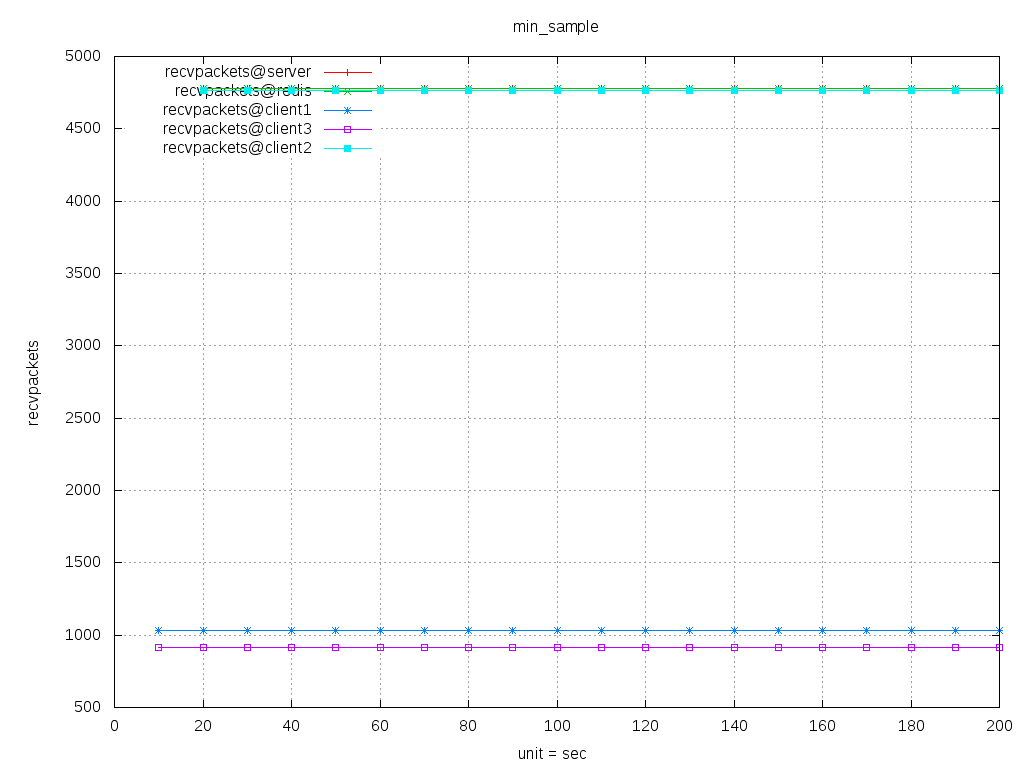 min_sample
5000
4500
4000
3500
3000
2500
2000
1500
1000
500
recvpackets@server
recvpackets@redis
recvpackets@client1
recvpackets@client3
recvpackets@client2
recvpackets
0 20 40 60 80 100 120 140 160 180 200
unit = sec